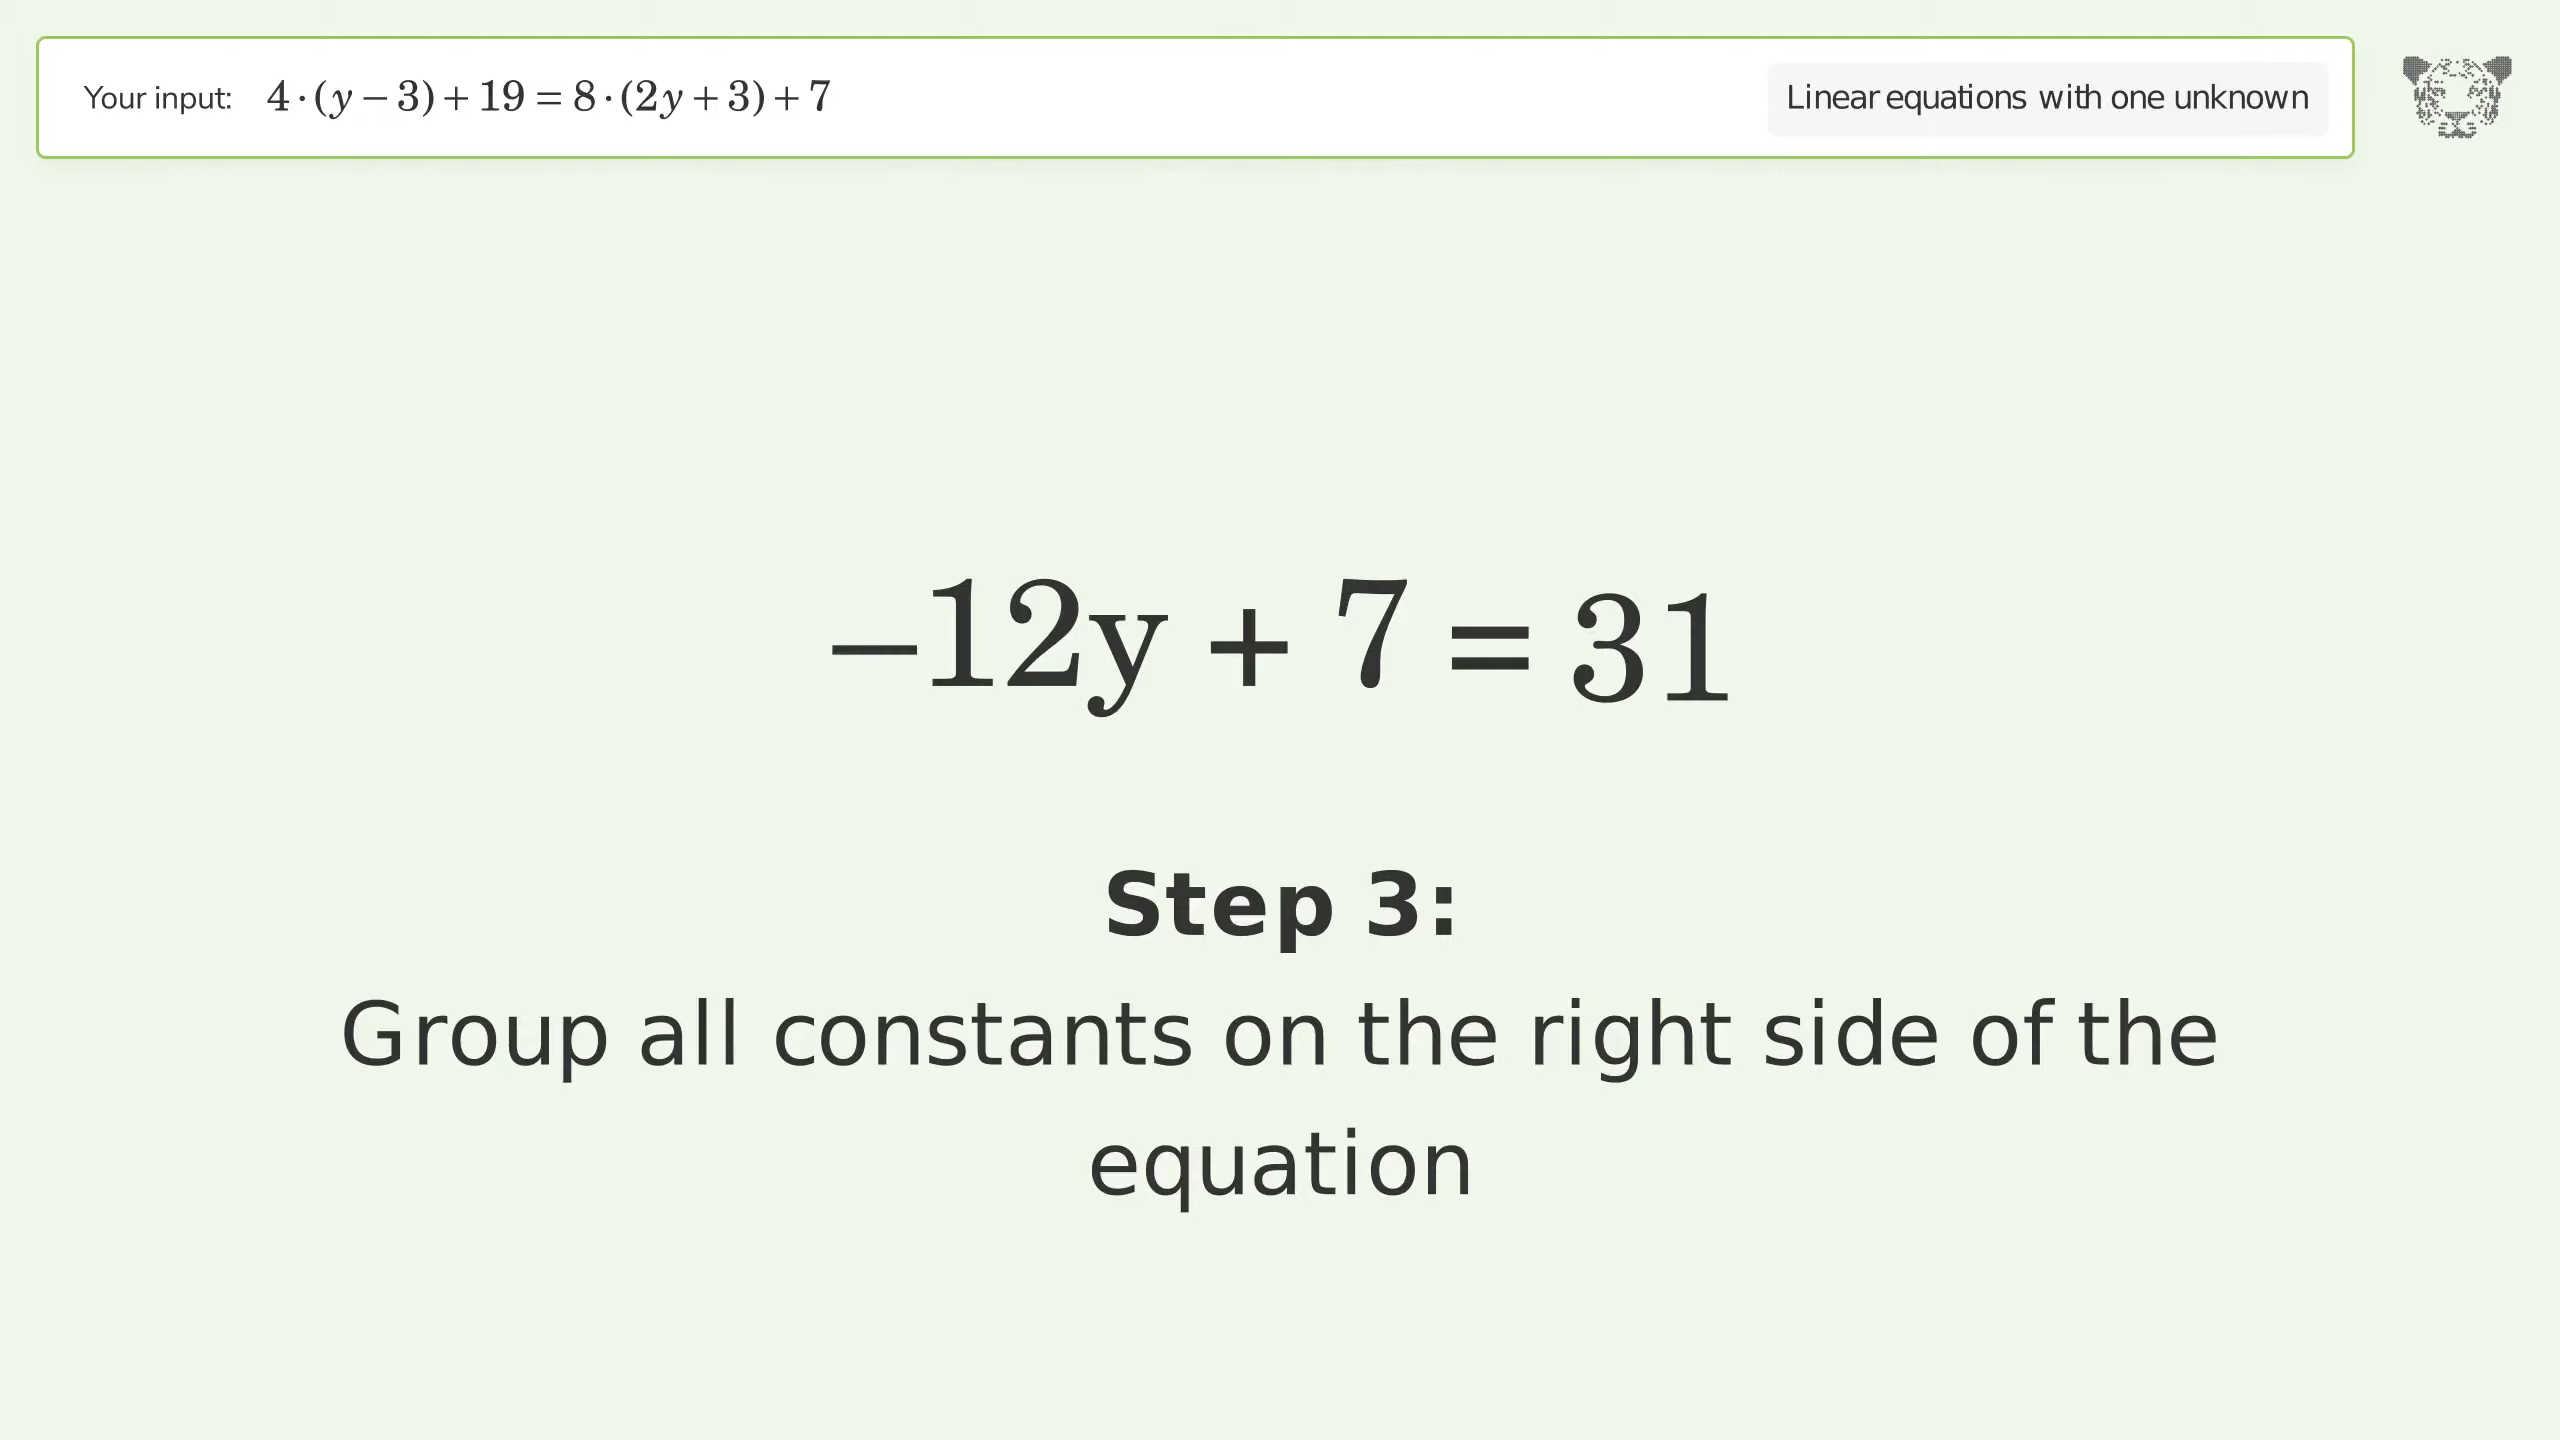 Your input: 4·(y−3)+19=8·(2y+3)+7
Linear equations with one unknown
−12y + 7 = 31
Step 3:
Group all constants on the right side of the
equation